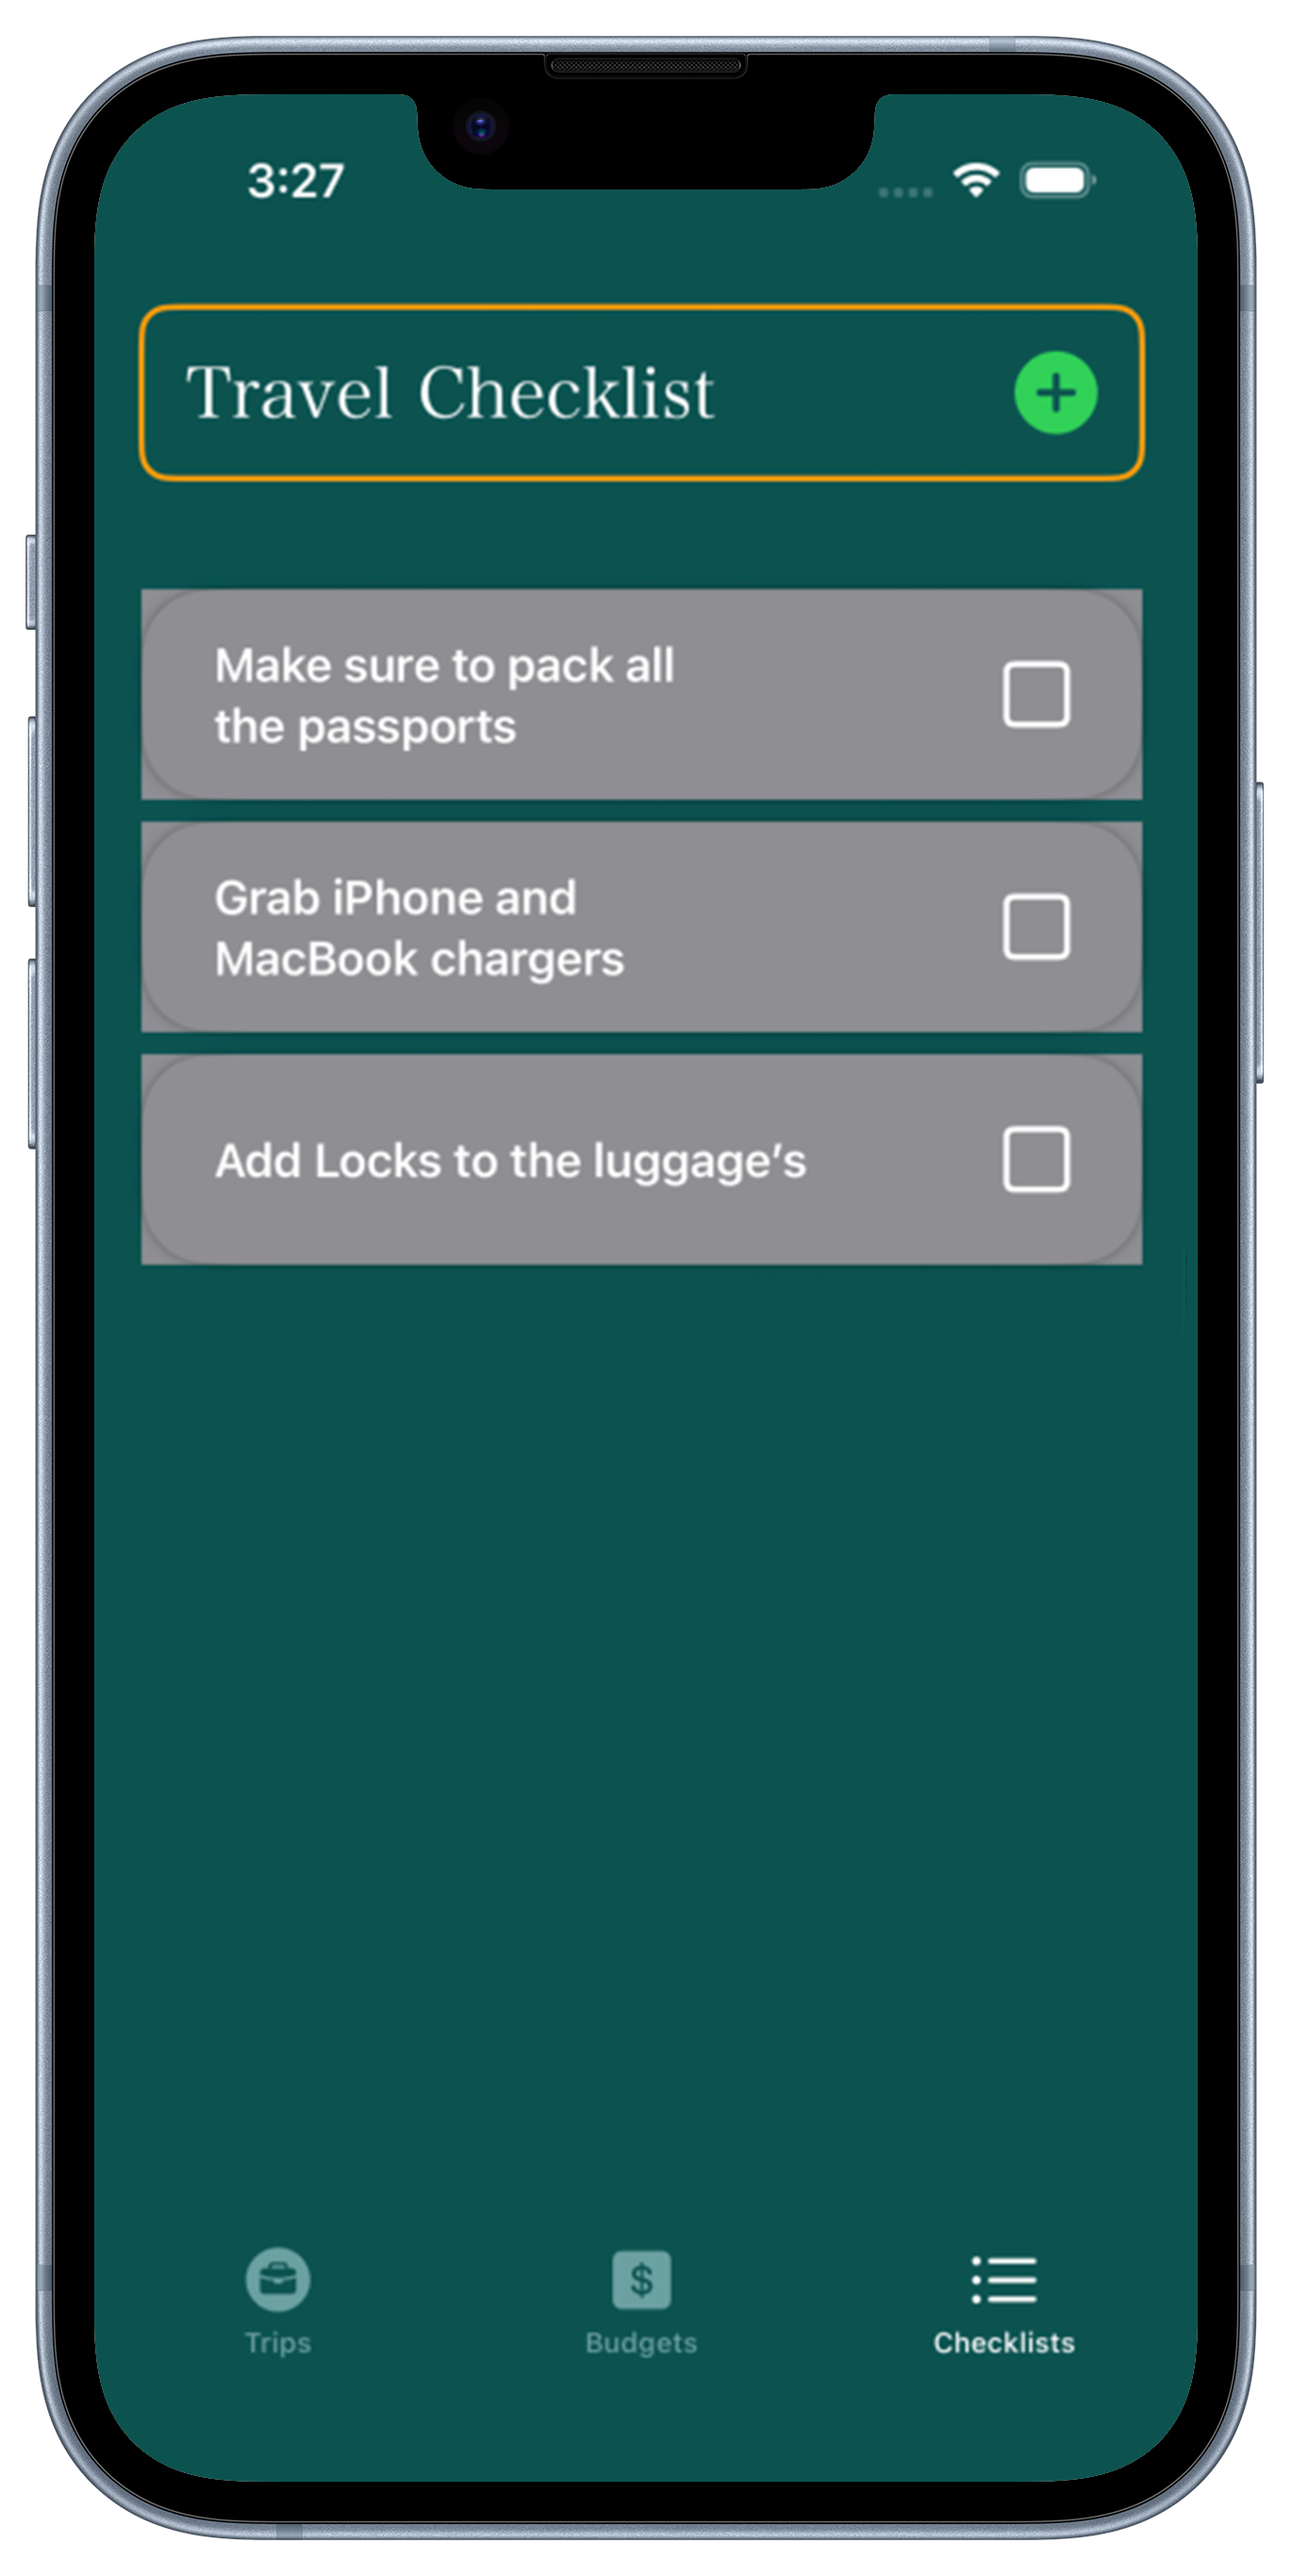 3:27
Travel Checklist
Make sure to pack all
the passports
Grab iPhone and
MacBook chargers
Add Locks to the luggage’s
$
Trips
Budgets
Checklists